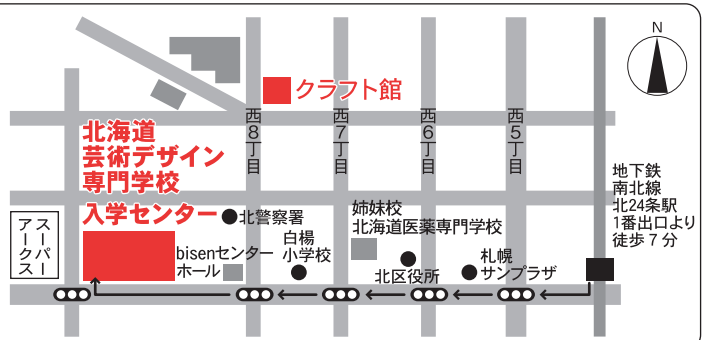 N
クラフト館
西8丁目
西7丁目
西6丁目
西5丁目
北海道
芸術デザイン
専門学校
入学センター
北警察署
スーパー
アークス
bisenセンター
ホール
白楊
小学校
姉妹校
北海道医薬専門学校
北区役所
札幌
サンプラザ
地下鉄
南北線
北24条駅
1番出口より
徒歩7分